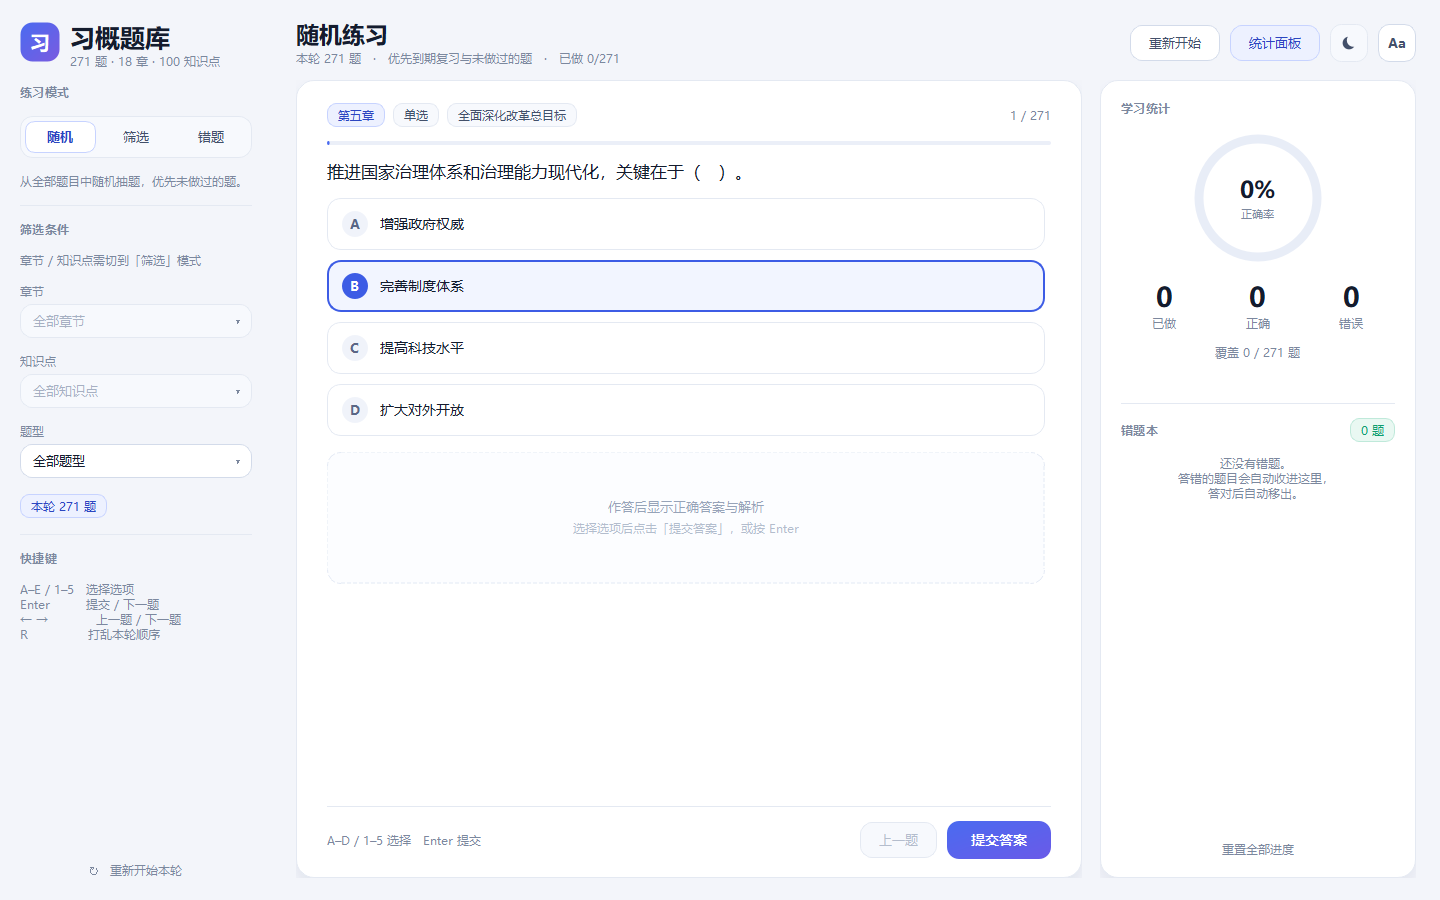 习
习概题库
271 题 · 18 章 · 100 知识点
练习模式
随机
筛选
错题
从全部题目中随机抽题，优先未做过的题。
筛选条件
章节 / 知识点需切到「筛选」模式
章节
全部章节
知识点
全部知识点
题型
全部题型
本轮 271 题
快捷键
A–E / 1–5 选择选项
Enter 提交 / 下一题
← → 上一题 / 下一题
R 打乱本轮顺序
↻ 重新开始本轮
随机练习
本轮 271 题 · 优先到期复习与未做过的题 · 已做 0/271
重新开始
统计面板
Aa
第五章
单选
全面深化改革总目标
1 / 271
推进国家治理体系和治理能力现代化，关键在于（　）。
A 增强政府权威
B 完善制度体系
C 提高科技水平
D 扩大对外开放
作答后显示正确答案与解析
选择选项后点击「提交答案」，或按 Enter
A–D / 1–5 选择 Enter 提交
上一题
提交答案
学习统计
0%
正确率
0
已做
0
正确
0
错误
覆盖 0 / 271 题
错题本
0 题
还没有错题。
答错的题目会自动收进这里，
答对后自动移出。
重置全部进度